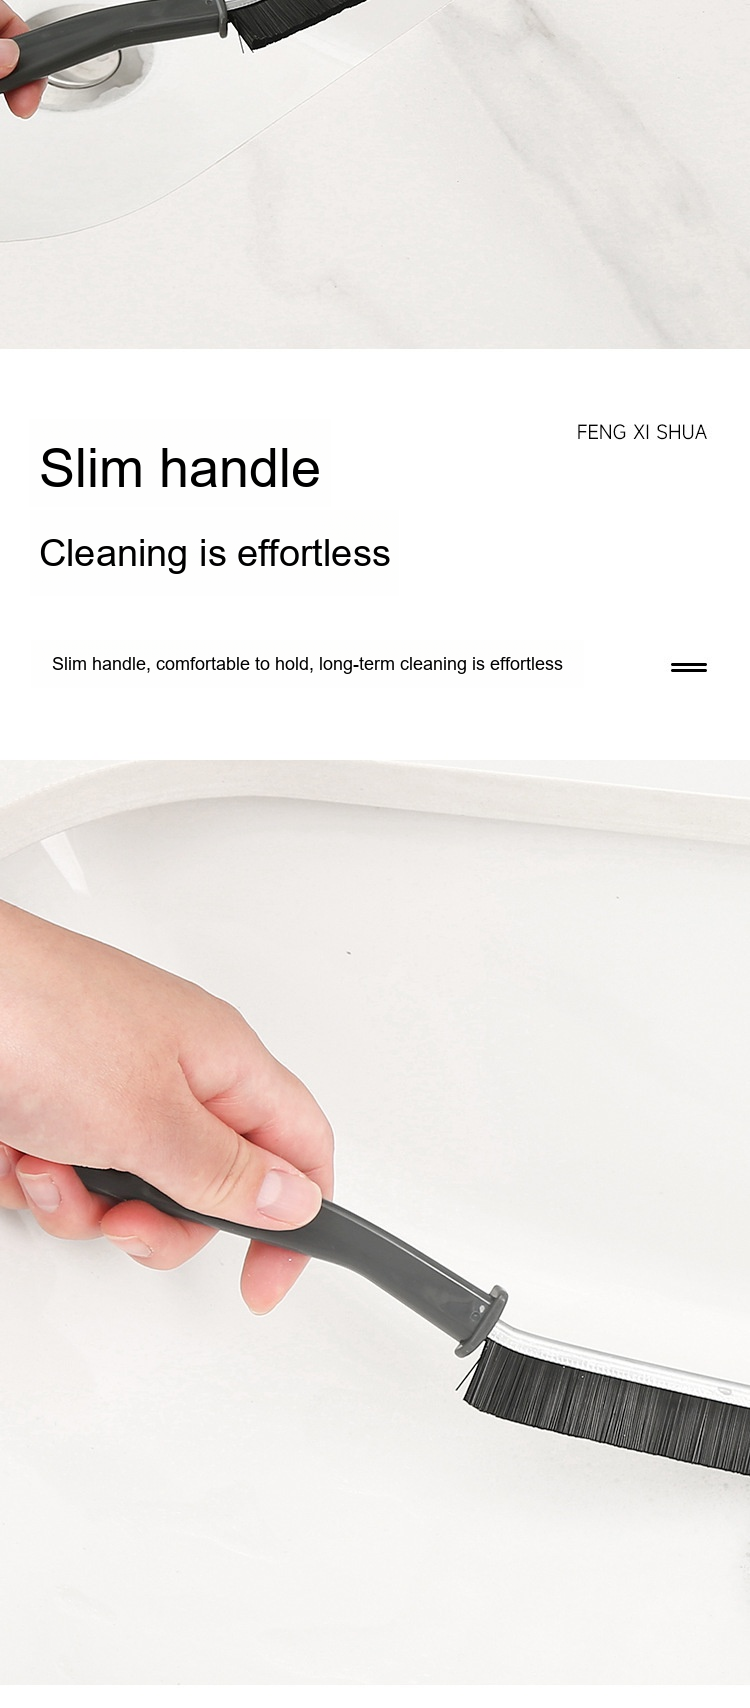 FENG XI SHUA
Slim handle
Cleaning is effortless
Slim handle, comfortable to hold, long-term cleaning is effortless